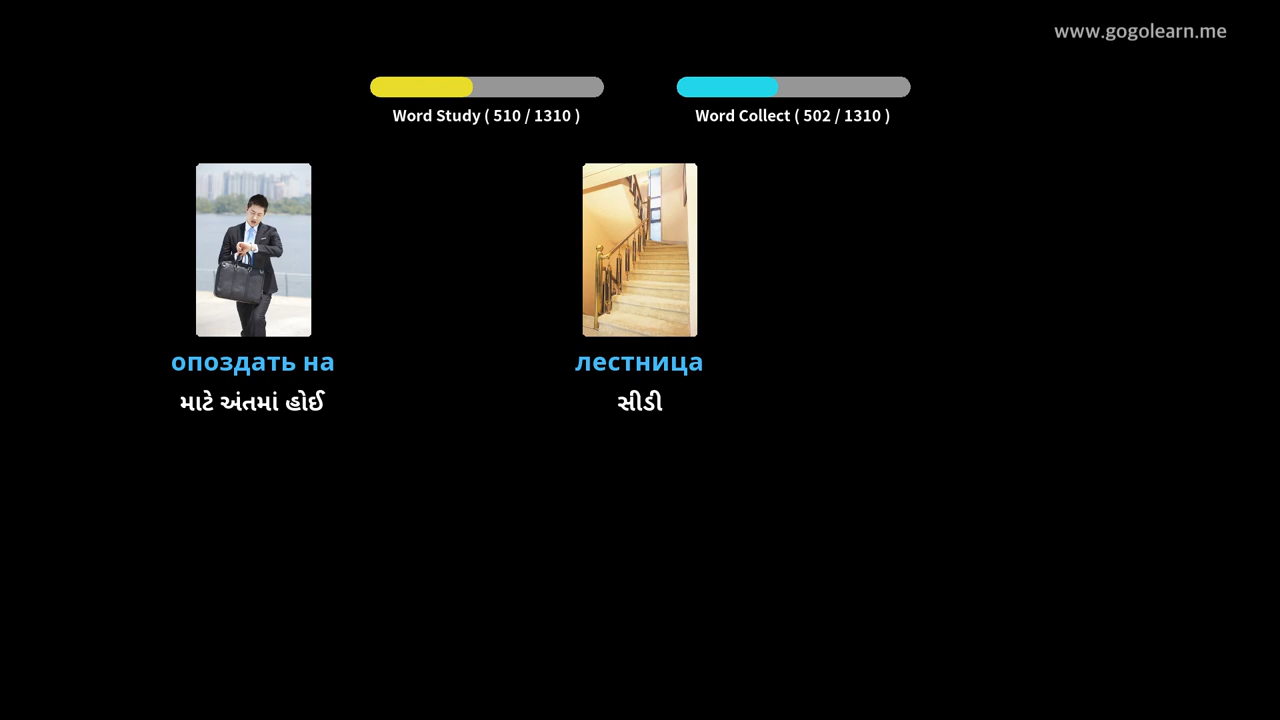 www.gogolearn.me
Word Study ( 510 / 1310 )
Word Collect ( 502 / 1310 )
опоздать на
માટે અંતમાં હોઈ
лестница
સીડી